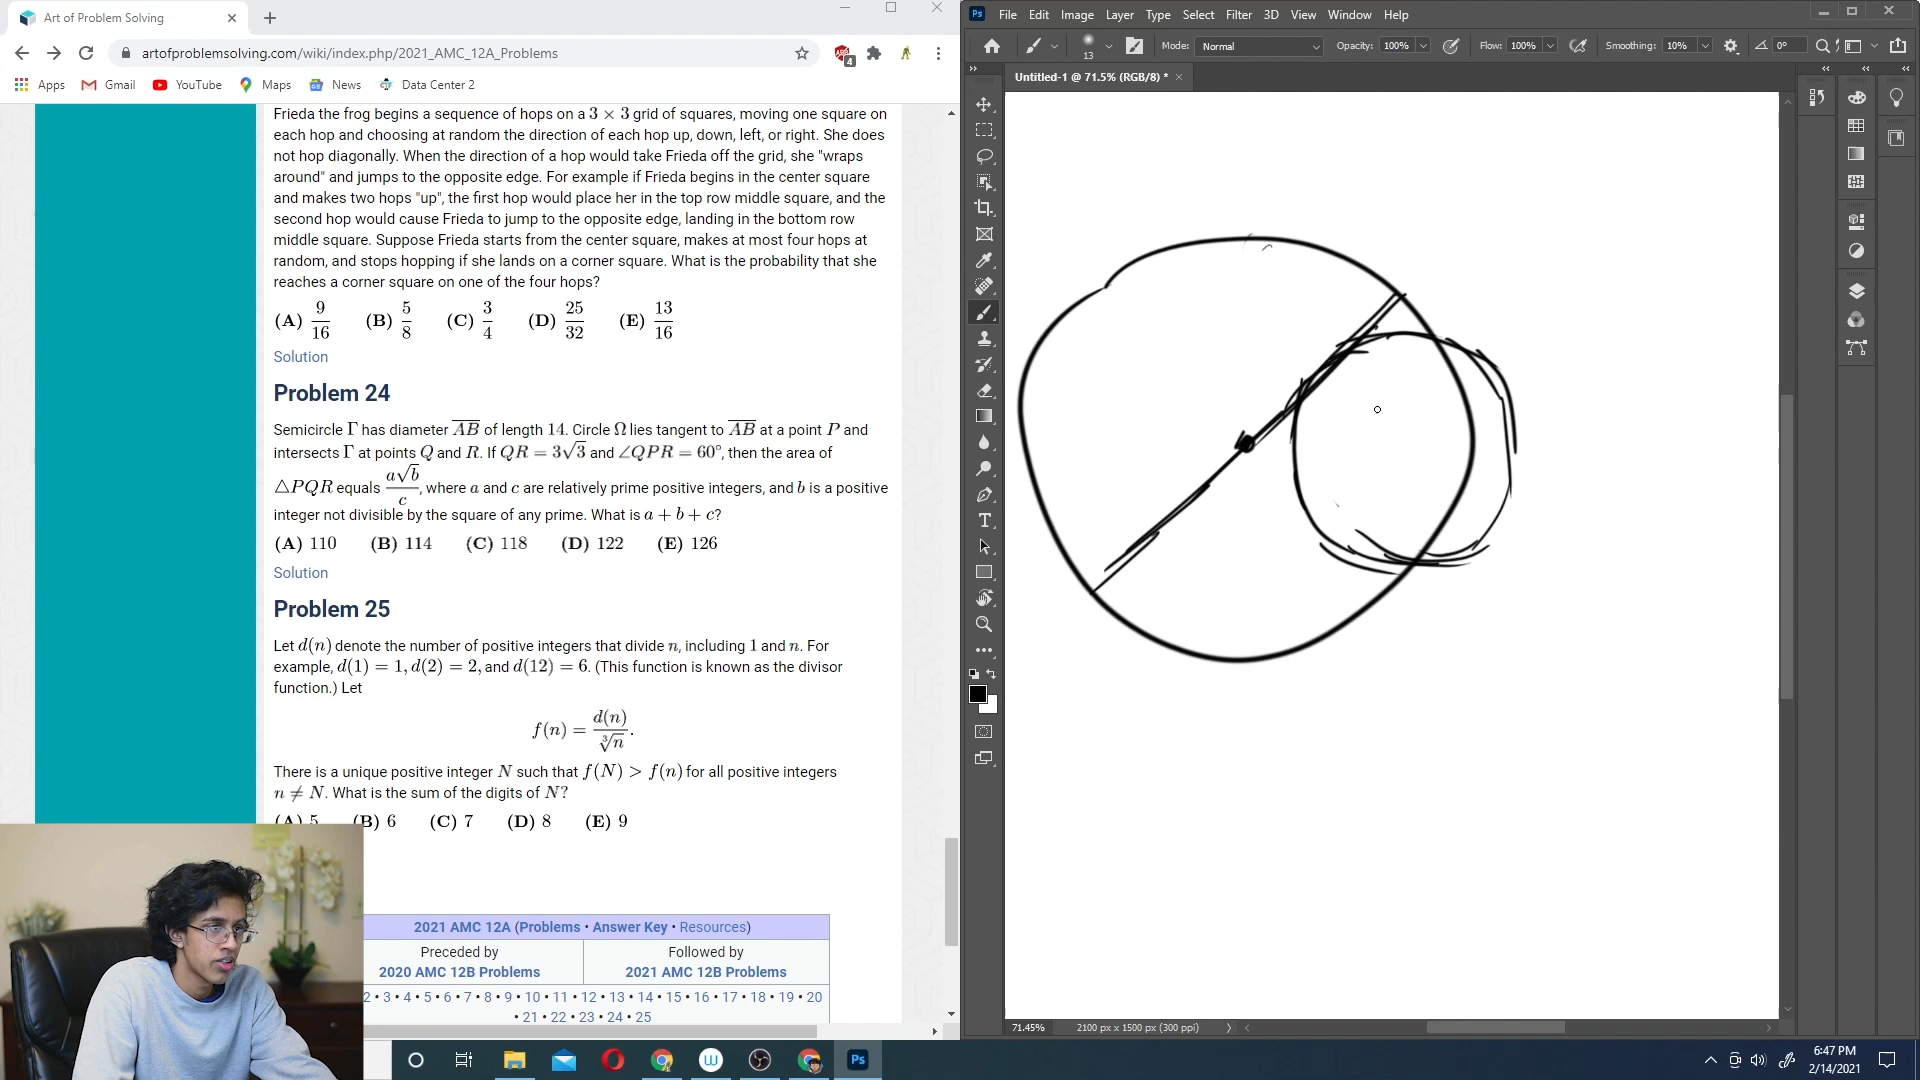 Art of Problem Solving
artofproblemsolving.com/wiki/index.php/2021_AMC_12A_Problems
4
Apps Gmail YouTube Maps News Data Center 2
Frieda the frog begins a sequence of hops on a 3 × 3 grid of squares, moving one square on
each hop and choosing at random the direction of each hop up, down, left, or right. She does
not hop diagonally. When the direction of a hop would take Frieda off the grid, she "wraps
around" and jumps to the opposite edge. For example if Frieda begins in the center square
and makes two hops "up", the first hop would place her in the top row middle square, and the
second hop would cause Frieda to jump to the opposite edge, landing in the bottom row
middle square. Suppose Frieda starts from the center square, makes at most four hops at
random, and stops hopping if she lands on a corner square. What is the probability that she
reaches a corner square on one of the four hops?
(A) 9/16 (B) 5/8 (C) 3/4 (D) 25/32 (E) 13/16
Solution
Problem 24
Semicircle Γ has diameter AB of length 14. Circle Ω lies tangent to AB at a point P and
intersects Γ at points Q and R. If QR = 3√3 and ∠QPR = 60°, then the area of
△PQR equals a√b/c, where a and c are relatively prime positive integers, and b is a positive
integer not divisible by the square of any prime. What is a + b + c?
(A) 110 (B) 114 (C) 118 (D) 122 (E) 126
Solution
Problem 25
Let d(n) denote the number of positive integers that divide n, including 1 and n. For
example, d(1) = 1, d(2) = 2, and d(12) = 6. (This function is known as the divisor
function.) Let
f(n) = d(n)/∛n.
There is a unique positive integer N such that f(N) > f(n) for all positive integers
n ≠ N. What is the sum of the digits of N?
(A) 5 (B) 6 (C) 7 (D) 8 (E) 9
2021 AMC 12A (Problems • Answer Key • Resources)
Preceded by
2020 AMC 12B Problems
Followed by
2021 AMC 12B Problems
2 • 3 • 4 • 5 • 6 • 7 • 8 • 9 • 10 • 11 • 12 • 13 • 14 • 15 • 16 • 17 • 18 • 19 • 20
• 21 • 22 • 23 • 24 • 25
Ps File Edit Image Layer Type Select Filter 3D View Window Help
13 Mode: Normal Opacity: 100% Flow: 100% Smoothing: 10% 0°
Untitled-1 @ 71.5% (RGB/8) *
71.45% 2100 px x 1500 px (300 ppi)
Ps
6:47 PM
2/14/2021